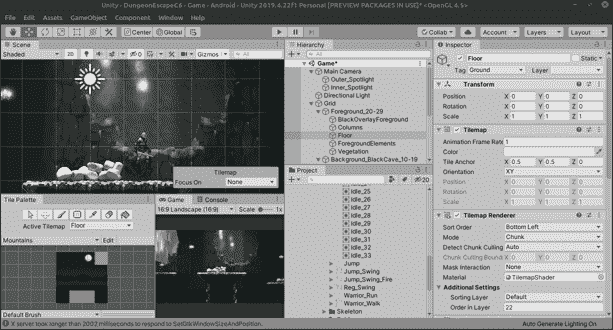 Unity - DungeonEscapeC6 - Game - Android - Unity 2019.4.22f1 Personal [PREVIEW PACKAGES IN USE]* <OpenGL 4.5>
File Edit Assets GameObject Component Window Help
Center Global Collab Account Layers Layout
Scene
Shaded 2D Gizmos All
Tilemap
Focus On None
Tile Palette
Active Tilemap Floor
Mountains Edit
Default Brush
Game Console
16:9 Landscape (16:9) Scale 1x
Hierarchy
All
Game*
Main Camera
Outer_Spotlight
Inner_Spotlight
Directional Light
Grid
Foreground_20-29
BlackOverlayForeground
Columns
Floor
ForegroundElements
Vegetation
Background_BlackCave_10-19
Project
20
Idle_25
Idle_26
Idle_27
Idle_28
Idle_29
Idle_30
Idle_31
Idle_32
Idle_33
Jump
Jump_Swing
Jump_Swing_Fire
Reg_Swing
Warrior_Run
Warrior_Walk
Skeleton
Inspector
Floor Static
Tag Ground Layer
Transform
Position X 0 Y 0 Z 0
Rotation X 0 Y 0 Z 0
Scale X 1 Y 1 Z 1
Tilemap
Animation Frame Rate 1
Color
Tile Anchor X 0.5 Y 0.5 Z 0
Orientation XY
Position X 0 Y 0 Z 0
Rotation X 0 Y 0 Z 0
Scale X 1 Y 1 Z 1
Tilemap Renderer
Sort Order Bottom Left
Mode Chunk
Detect Chunk Culling Auto
Chunk Culling Bounds
Mask Interaction None
Material TilemapShader
Additional Settings
Sorting Layer Default
Order in Layer 22
X server took longer than 2002 milliseconds to respond to SetGtkWindowSizeAndPosition.
Auto Generate Lighting On